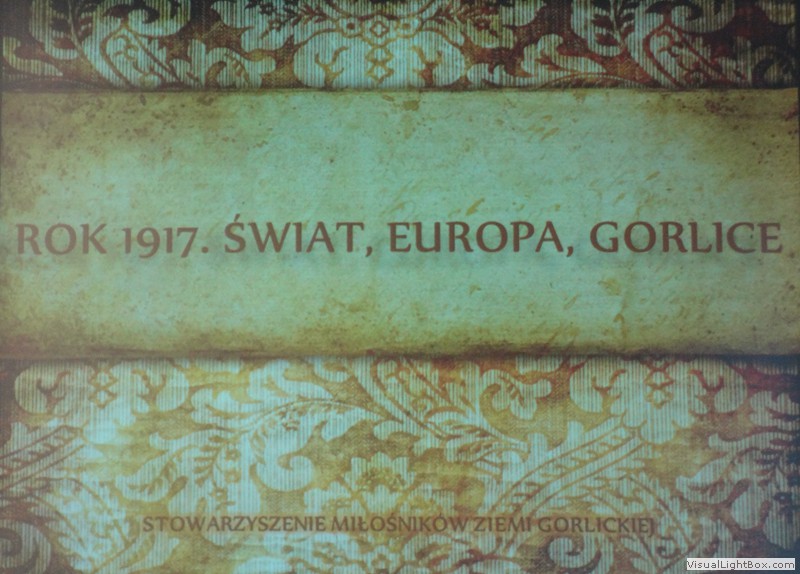 ROK 1917. ŚWIAT, EUROPA, GORLICE
STOWARZYSZENIE MIŁOŚNIKÓW ZIEMI GORLICKIEJ
VisualLightBox.com